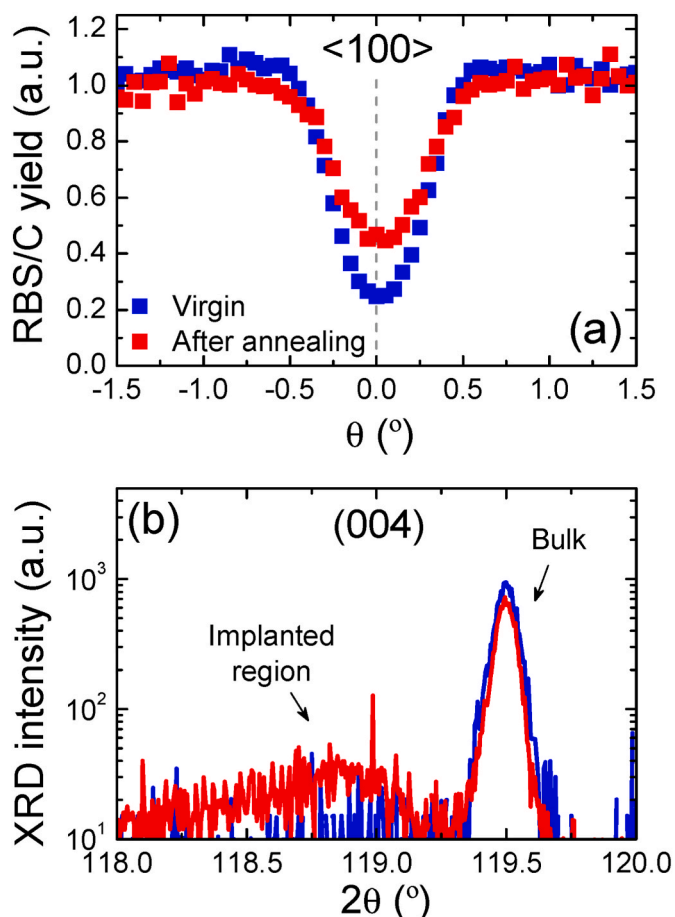 1.2
<100>
1.0
0.8
0.6
0.4
0.2
0.0
RBS/C yield (a.u.)
Virgin
After annealing
(a)
-1.5 -1.0 -0.5 0.0 0.5 1.0 1.5
θ (º)
(b)
(004)
Bulk
Implanted
region
10³
10²
10¹
XRD intensity (a.u.)
118.0 118.5 119.0 119.5 120.0
2θ (º)